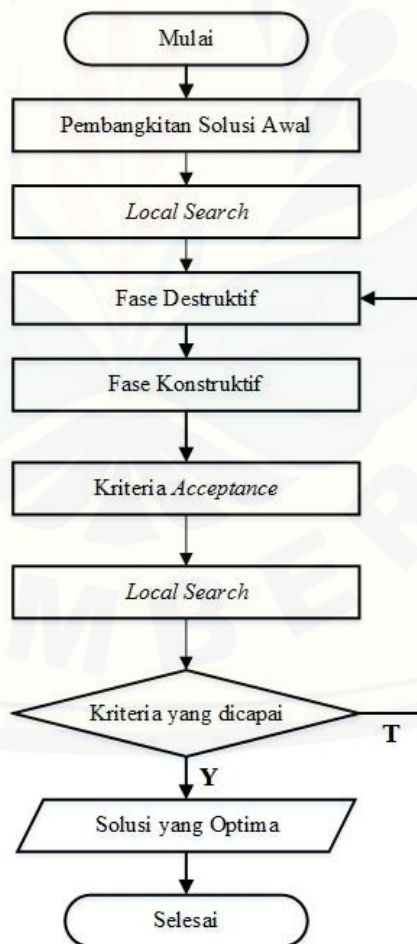 Mulai
Pembangkitan Solusi Awal
Local Search
Fase Destruktif
Fase Konstruktif
Kriteria Acceptance
Local Search
Kriteria yang dicapai
T
Y
Solusi yang Optima
Selesai